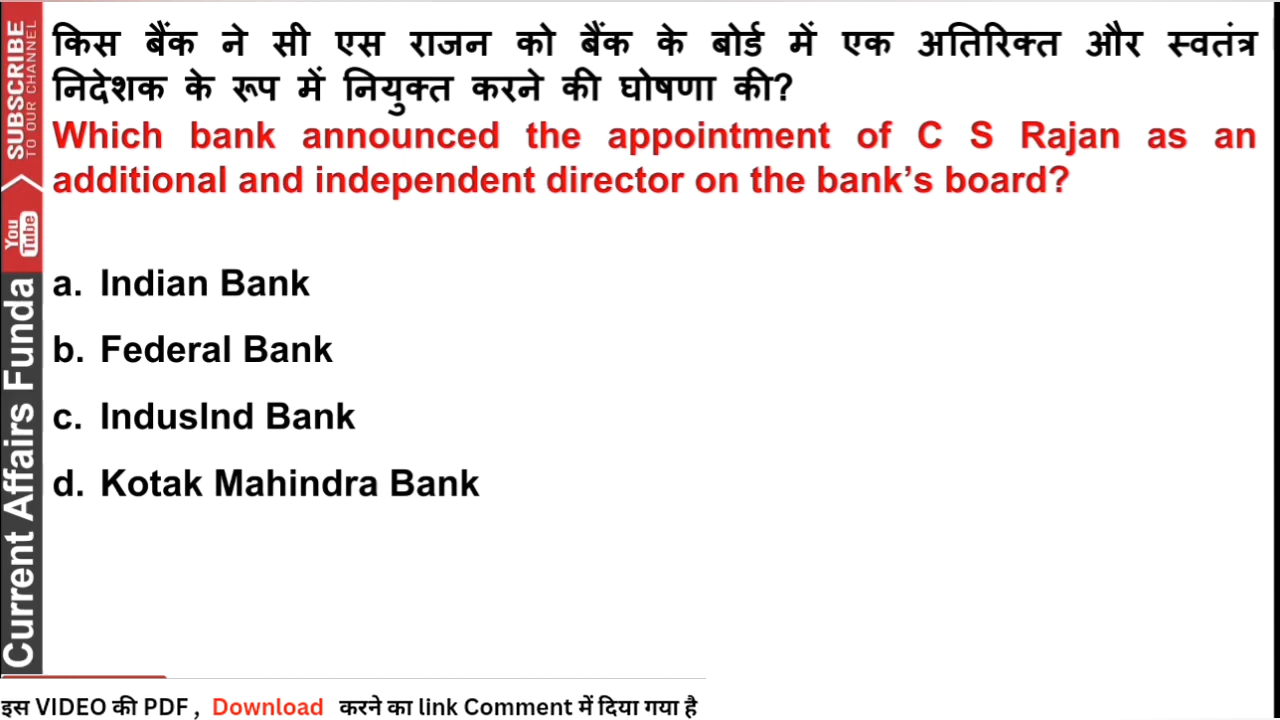 किस बैंक ने सी एस राजन को बैंक के बोर्ड में एक अतिरिक्त और स्वतंत्र
निदेशक के रूप में नियुक्त करने की घोषणा की?
Which bank announced the appointment of C S Rajan as an
additional and independent director on the bank’s board?
a. Indian Bank
b. Federal Bank
c. IndusInd Bank
d. Kotak Mahindra Bank
SUBSCRIBE
TO OUR CHANNEL
You
Tube
Current Affairs Funda
इस VIDEO की PDF , Download करने का link Comment में दिया गया है